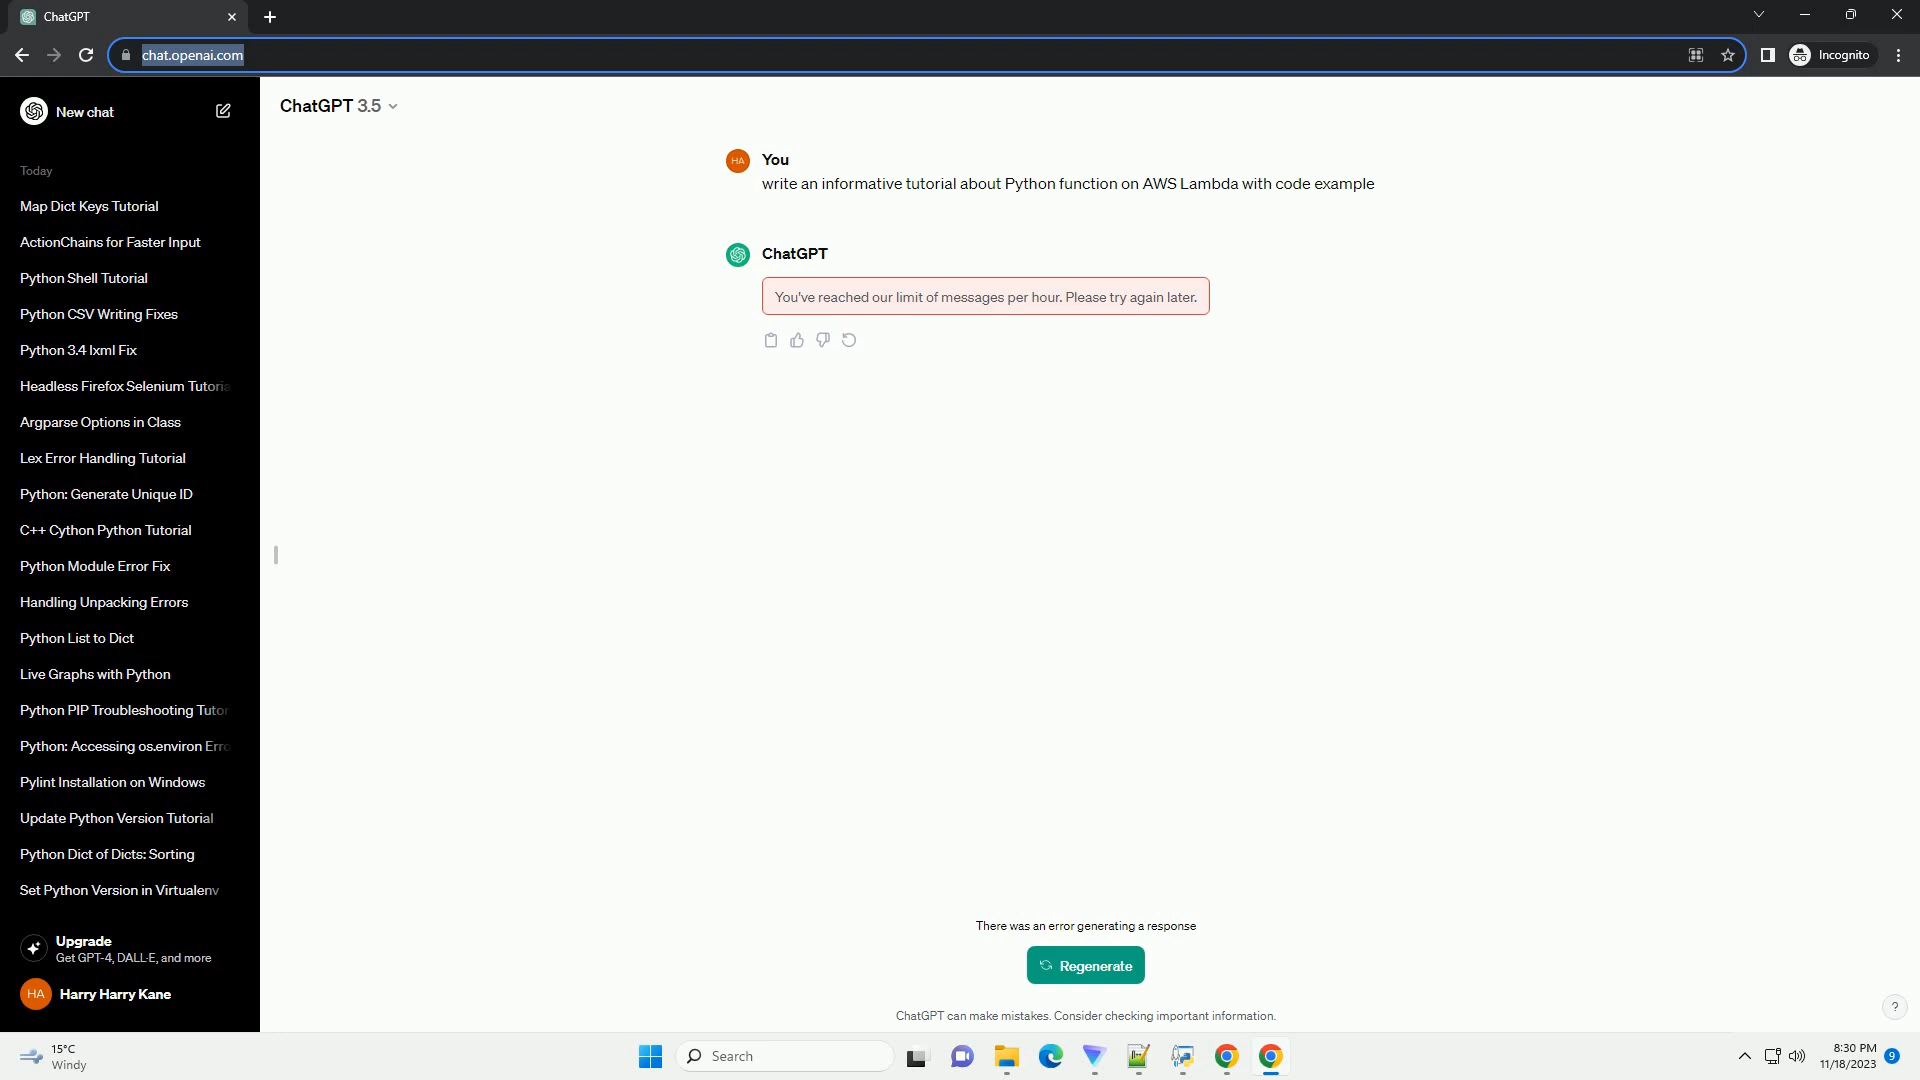 ChatGPT
chat.openai.com
Incognito
New chat
ChatGPT 3.5
Today
Map Dict Keys Tutorial
ActionChains for Faster Input
Python Shell Tutorial
Python CSV Writing Fixes
Python 3.4 lxml Fix
Headless Firefox Selenium Tutoria
Argparse Options in Class
Lex Error Handling Tutorial
Python: Generate Unique ID
C++ Cython Python Tutorial
Python Module Error Fix
Handling Unpacking Errors
Python List to Dict
Live Graphs with Python
Python PIP Troubleshooting Tutor
Python: Accessing os.environ Erro
Pylint Installation on Windows
Update Python Version Tutorial
Python Dict of Dicts: Sorting
Set Python Version in Virtualenv
Upgrade
Get GPT-4, DALL·E, and more
HA
Harry Harry Kane
HA
You
write an informative tutorial about Python function on AWS Lambda with code example
ChatGPT
You've reached our limit of messages per hour. Please try again later.
There was an error generating a response
Regenerate
ChatGPT can make mistakes. Consider checking important information.
?
15°C
Windy
Search
8:30 PM
11/18/2023
9